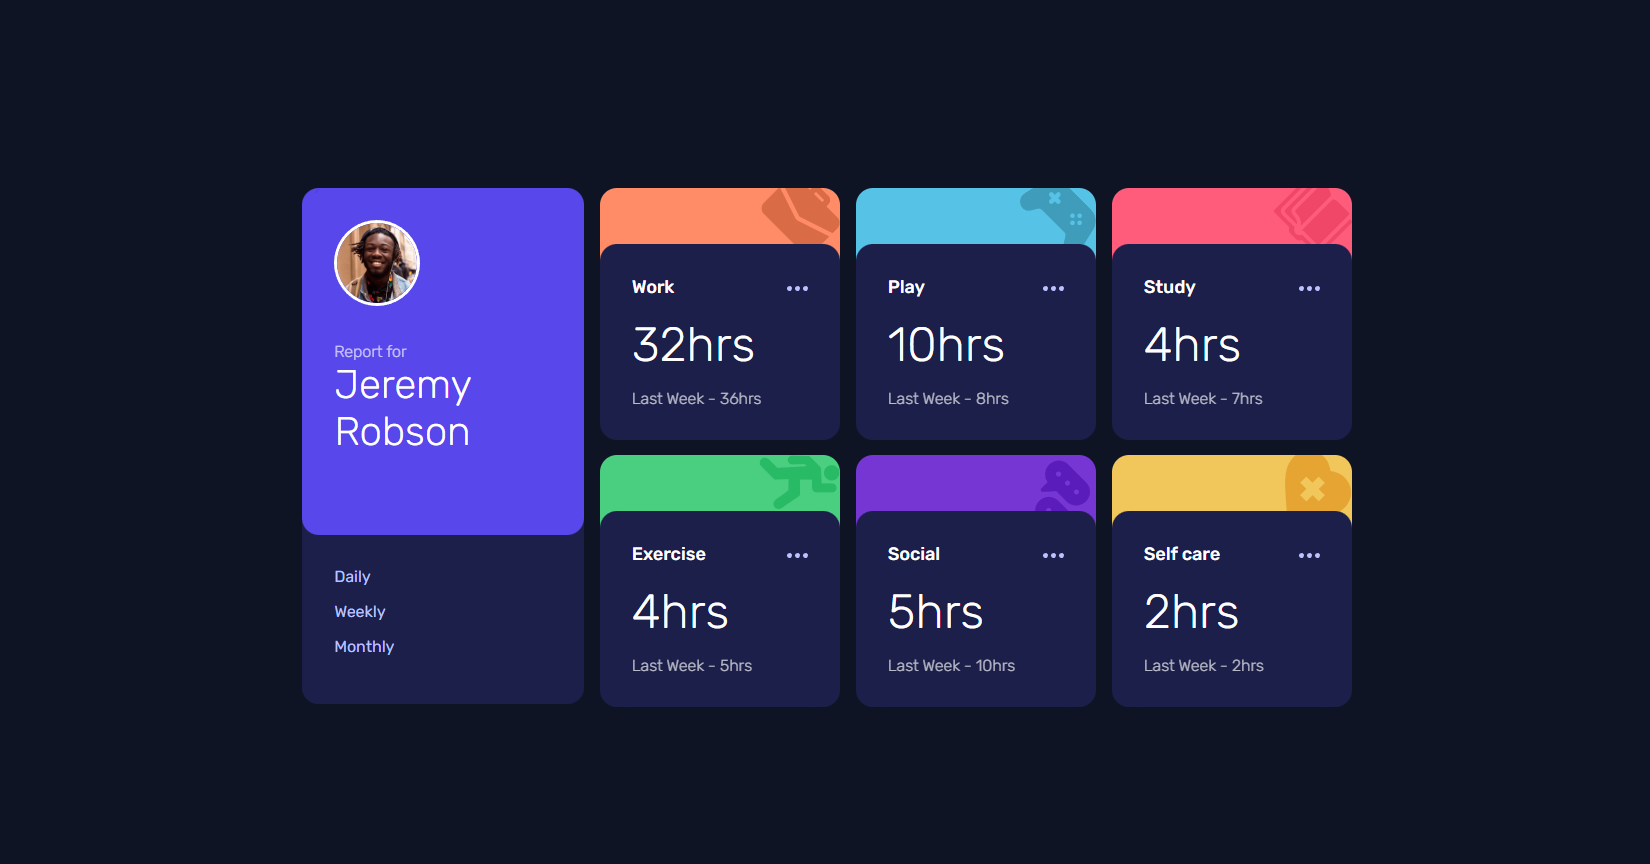 Report for
Jeremy
Robson
Daily
Weekly
Monthly
Work
32hrs
Last Week - 36hrs
Play
10hrs
Last Week - 8hrs
Study
4hrs
Last Week - 7hrs
Exercise
4hrs
Last Week - 5hrs
Social
5hrs
Last Week - 10hrs
Self care
2hrs
Last Week - 2hrs